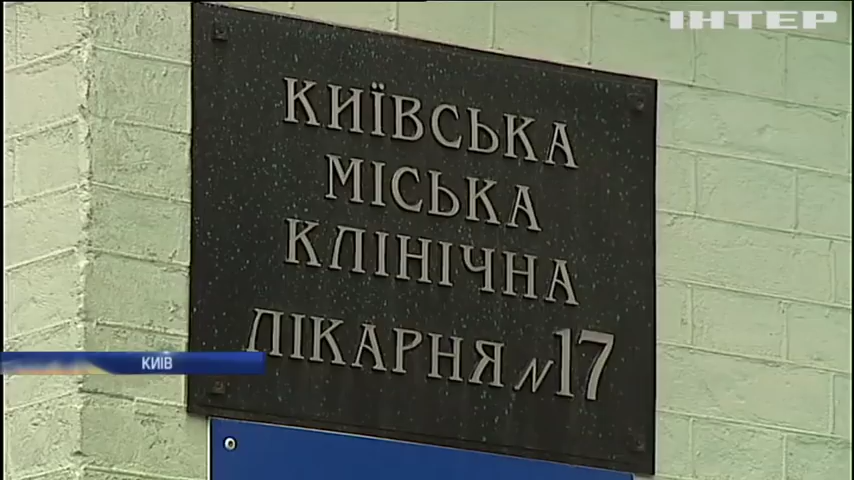 ІНТЕР
КИЇВСЬКА
МІСЬКА
КЛІНІЧНА
ЛІКАРНЯ №17
КИЇВ